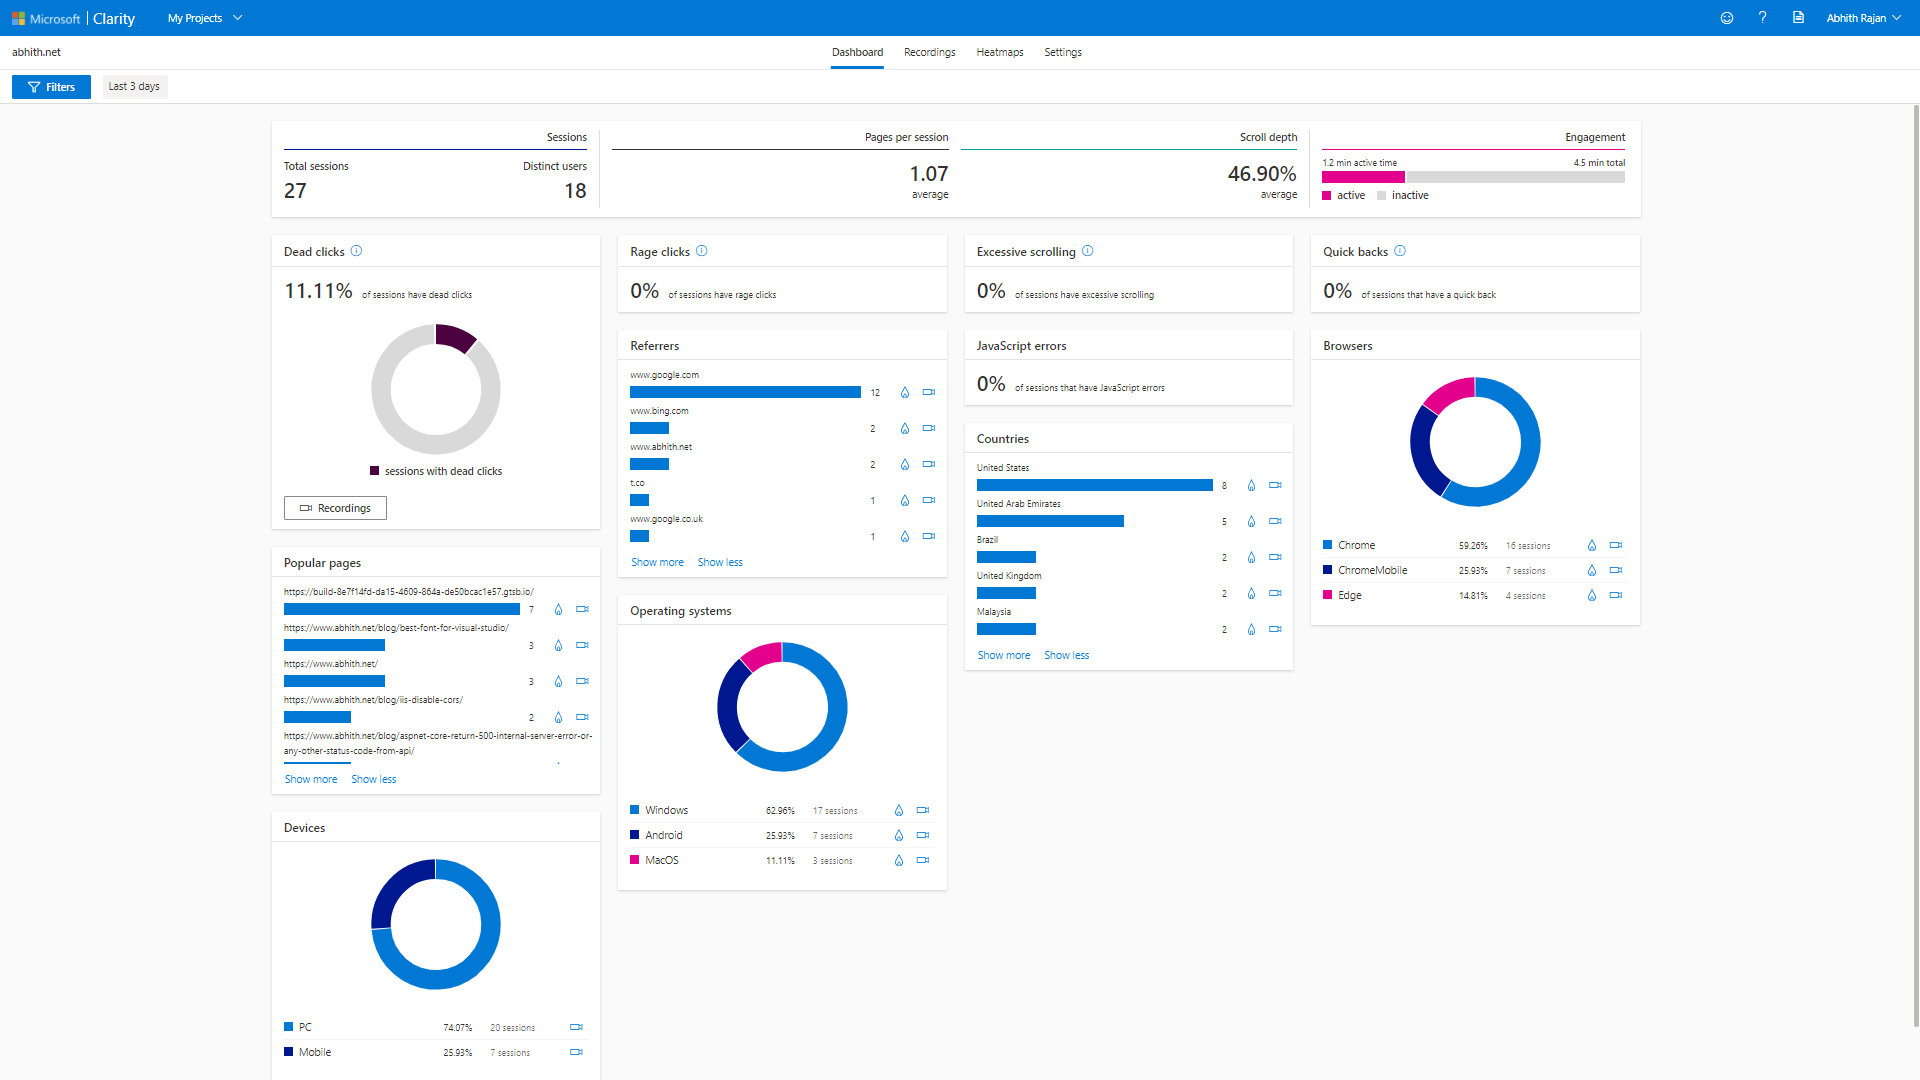 Microsoft | Clarity My Projects Abhith Rajan
abhith.net Dashboard Recordings Heatmaps Settings
Filters Last 3 days
Sessions
Total sessions Distinct users
27 18
Pages per session
1.07
average
Scroll depth
46.90%
average
Engagement
1.2 min active time 4.5 min total
active inactive
Dead clicks
11.11% of sessions have dead clicks
sessions with dead clicks
Recordings
Rage clicks
0% of sessions have rage clicks
Excessive scrolling
0% of sessions have excessive scrolling
Quick backs
0% of sessions that have a quick back
Referrers
www.google.com
12
www.bing.com
2
www.abhith.net
2
t.co
1
www.google.co.uk
1
Show more Show less
JavaScript errors
0% of sessions that have JavaScript errors
Countries
United States
8
United Arab Emirates
5
Brazil
2
United Kingdom
2
Malaysia
2
Show more Show less
Browsers
Chrome 59.26% 16 sessions
ChromeMobile 25.93% 7 sessions
Edge 14.81% 4 sessions
Popular pages
https://build-8e7f14fd-da15-4609-864a-de50bcac1e57.gtsb.io/
7
https://www.abhith.net/blog/best-font-for-visual-studio/
3
https://www.abhith.net/
3
https://www.abhith.net/blog/iis-disable-cors/
2
https://www.abhith.net/blog/aspnet-core-return-500-internal-server-error-or-
any-other-status-code-from-api/
Show more Show less
Operating systems
Windows 62.96% 17 sessions
Android 25.93% 7 sessions
MacOS 11.11% 3 sessions
Devices
PC 74.07% 20 sessions
Mobile 25.93% 7 sessions